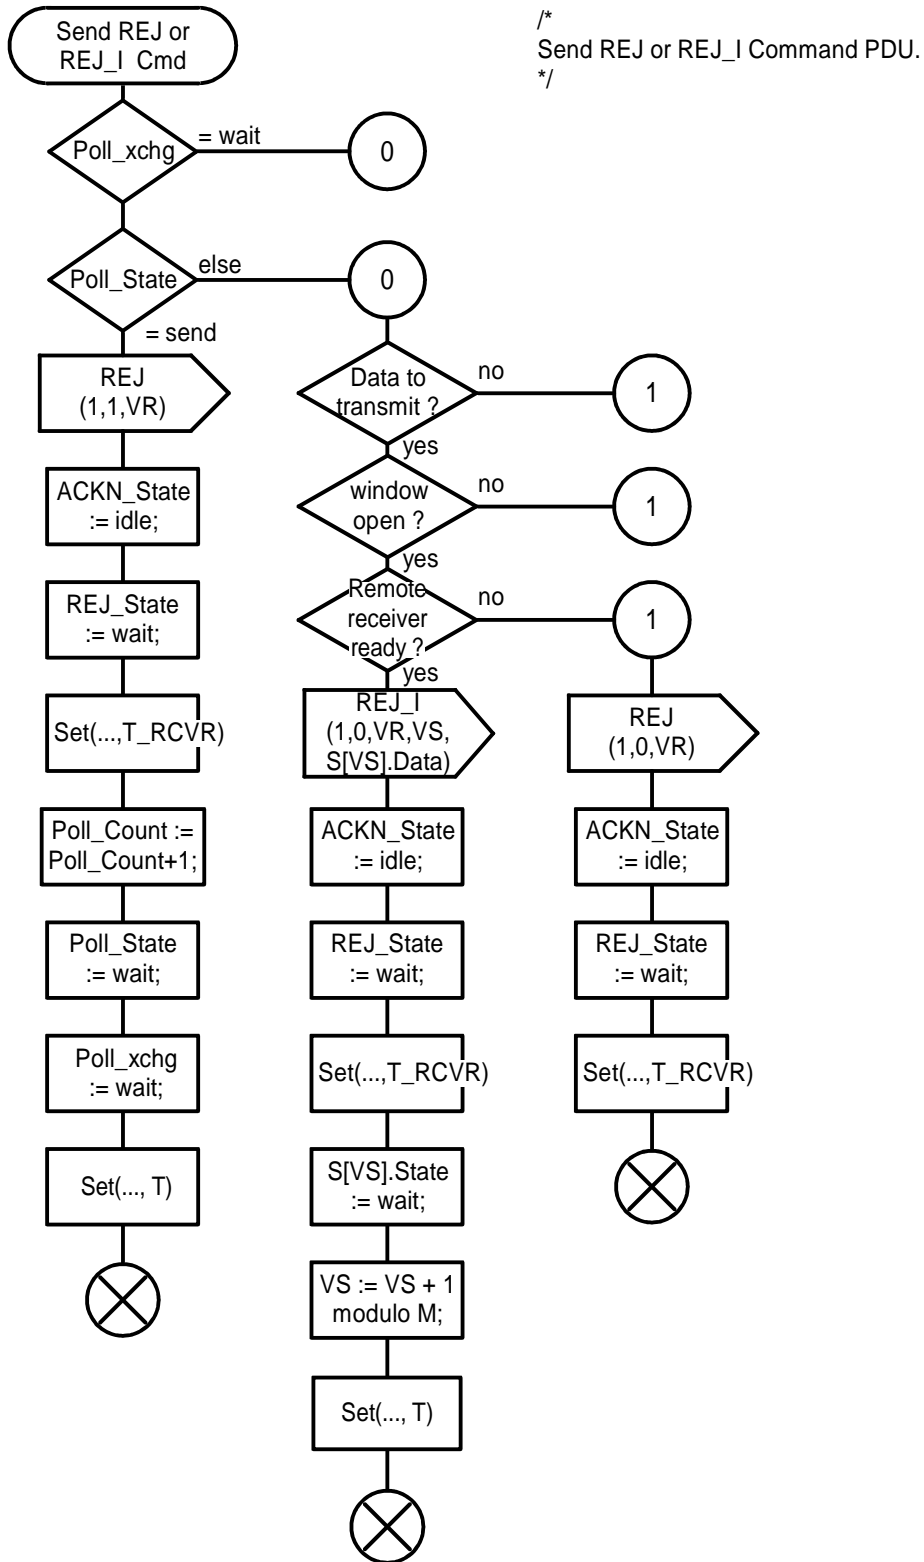 Send REJ or
REJ_I Cmd
/*
Send REJ or REJ_I Command PDU.
*/
Poll_xchg
= wait
0
Poll_State
else
0
= send
REJ
(1,1,VR)
ACKN_State
:= idle;
REJ_State
:= wait;
Set(...,T_RCVR)
Poll_Count :=
Poll_Count+1;
Poll_State
:= wait;
Poll_xchg
:= wait;
Set(..., T)
Data to
transmit ?
no
1
yes
window
open ?
no
1
yes
Remote
receiver
ready ?
no
1
yes
REJ_I
(1,0,VR,VS,
S[VS].Data)
ACKN_State
:= idle;
REJ_State
:= wait;
Set(...,T_RCVR)
S[VS].State
:= wait;
VS := VS + 1
modulo M;
Set(..., T)
REJ
(1,0,VR)
ACKN_State
:= idle;
REJ_State
:= wait;
Set(...,T_RCVR)